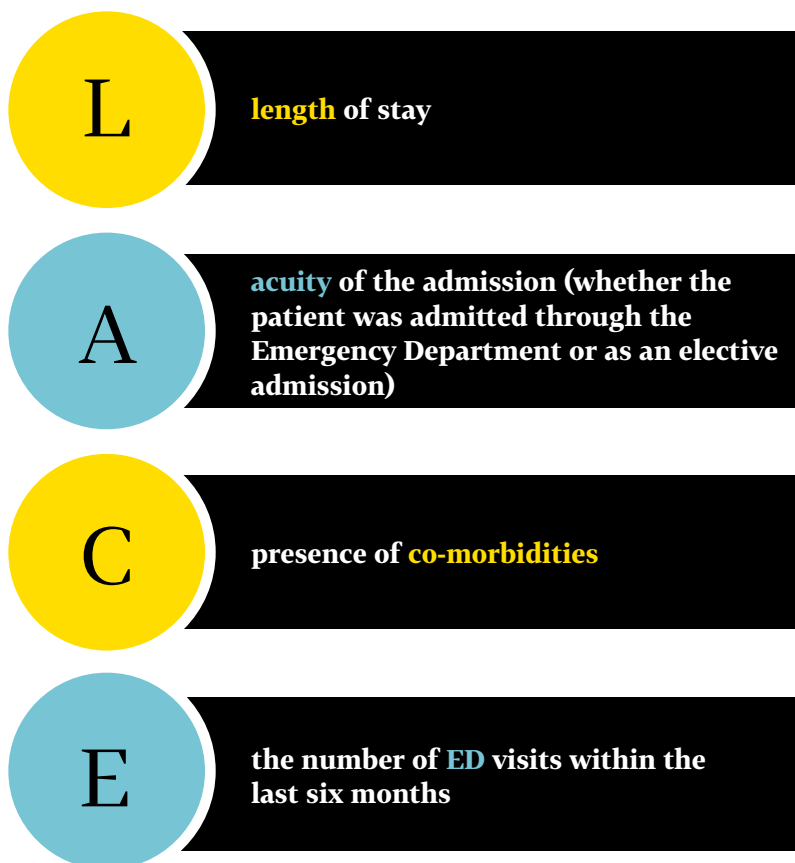 L
length of stay
A
acuity of the admission (whether the
patient was admitted through the
Emergency Department or as an elective
admission)
C
presence of co-morbidities
E
the number of ED visits within the
last six months